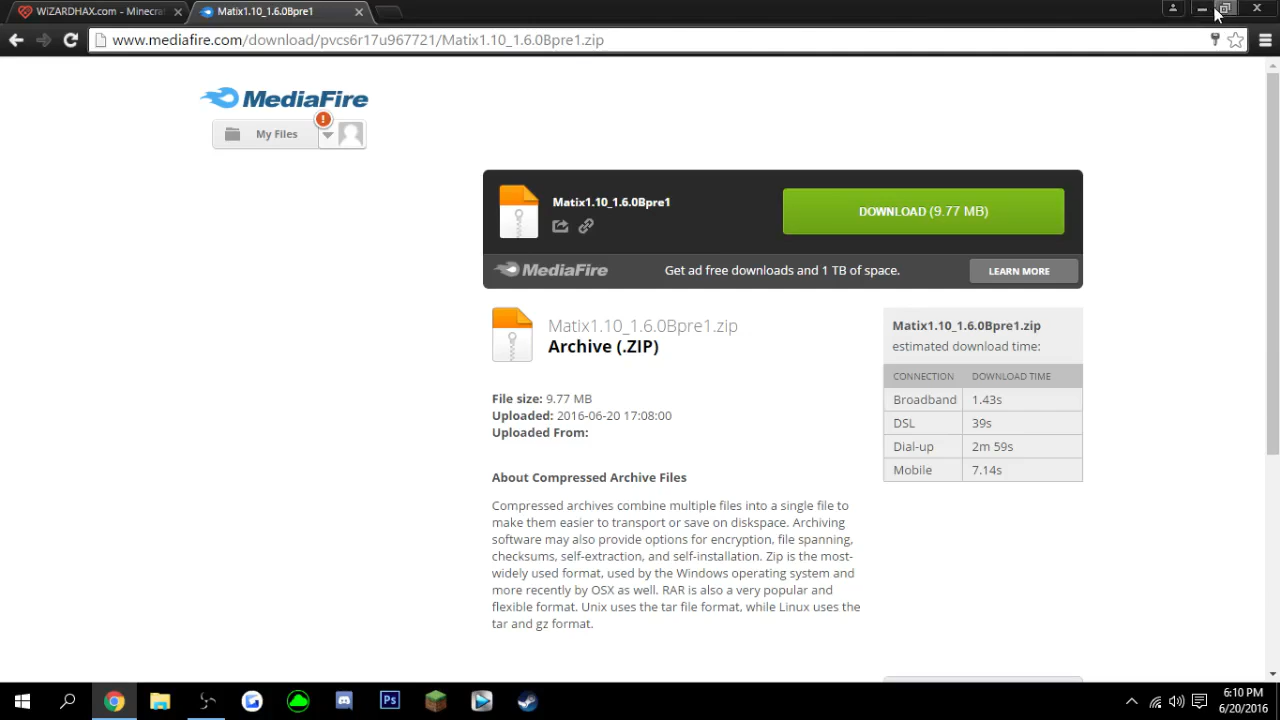 WiZARDHAX.com - Minecra
Matix1.10_1.6.0Bpre1
www.mediafire.com/download/pvcs6r17u967721/Matix1.10_1.6.0Bpre1.zip
MediaFire
!
My Files
Matix1.10_1.6.0Bpre1
DOWNLOAD (9.77 MB)
MediaFire
Get ad free downloads and 1 TB of space.
LEARN MORE
Matix1.10_1.6.0Bpre1.zip
Archive (.ZIP)
Matix1.10_1.6.0Bpre1.zip
estimated download time:
CONNECTION DOWNLOAD TIME
Broadband 1.43s
DSL 39s
Dial-up 2m 59s
Mobile 7.14s
File size: 9.77 MB
Uploaded: 2016-06-20 17:08:00
Uploaded From:
About Compressed Archive Files
Compressed archives combine multiple files into a single file to
make them easier to transport or save on diskspace. Archiving
software may also provide options for encryption, file spanning,
checksums, self-extraction, and self-installation. Zip is the most-
widely used format, used by the Windows operating system and
more recently by OSX as well. RAR is also a very popular and
flexible format. Unix uses the tar file format, while Linux uses the
tar and gz format.
Ps
6:10 PM
6/20/2016